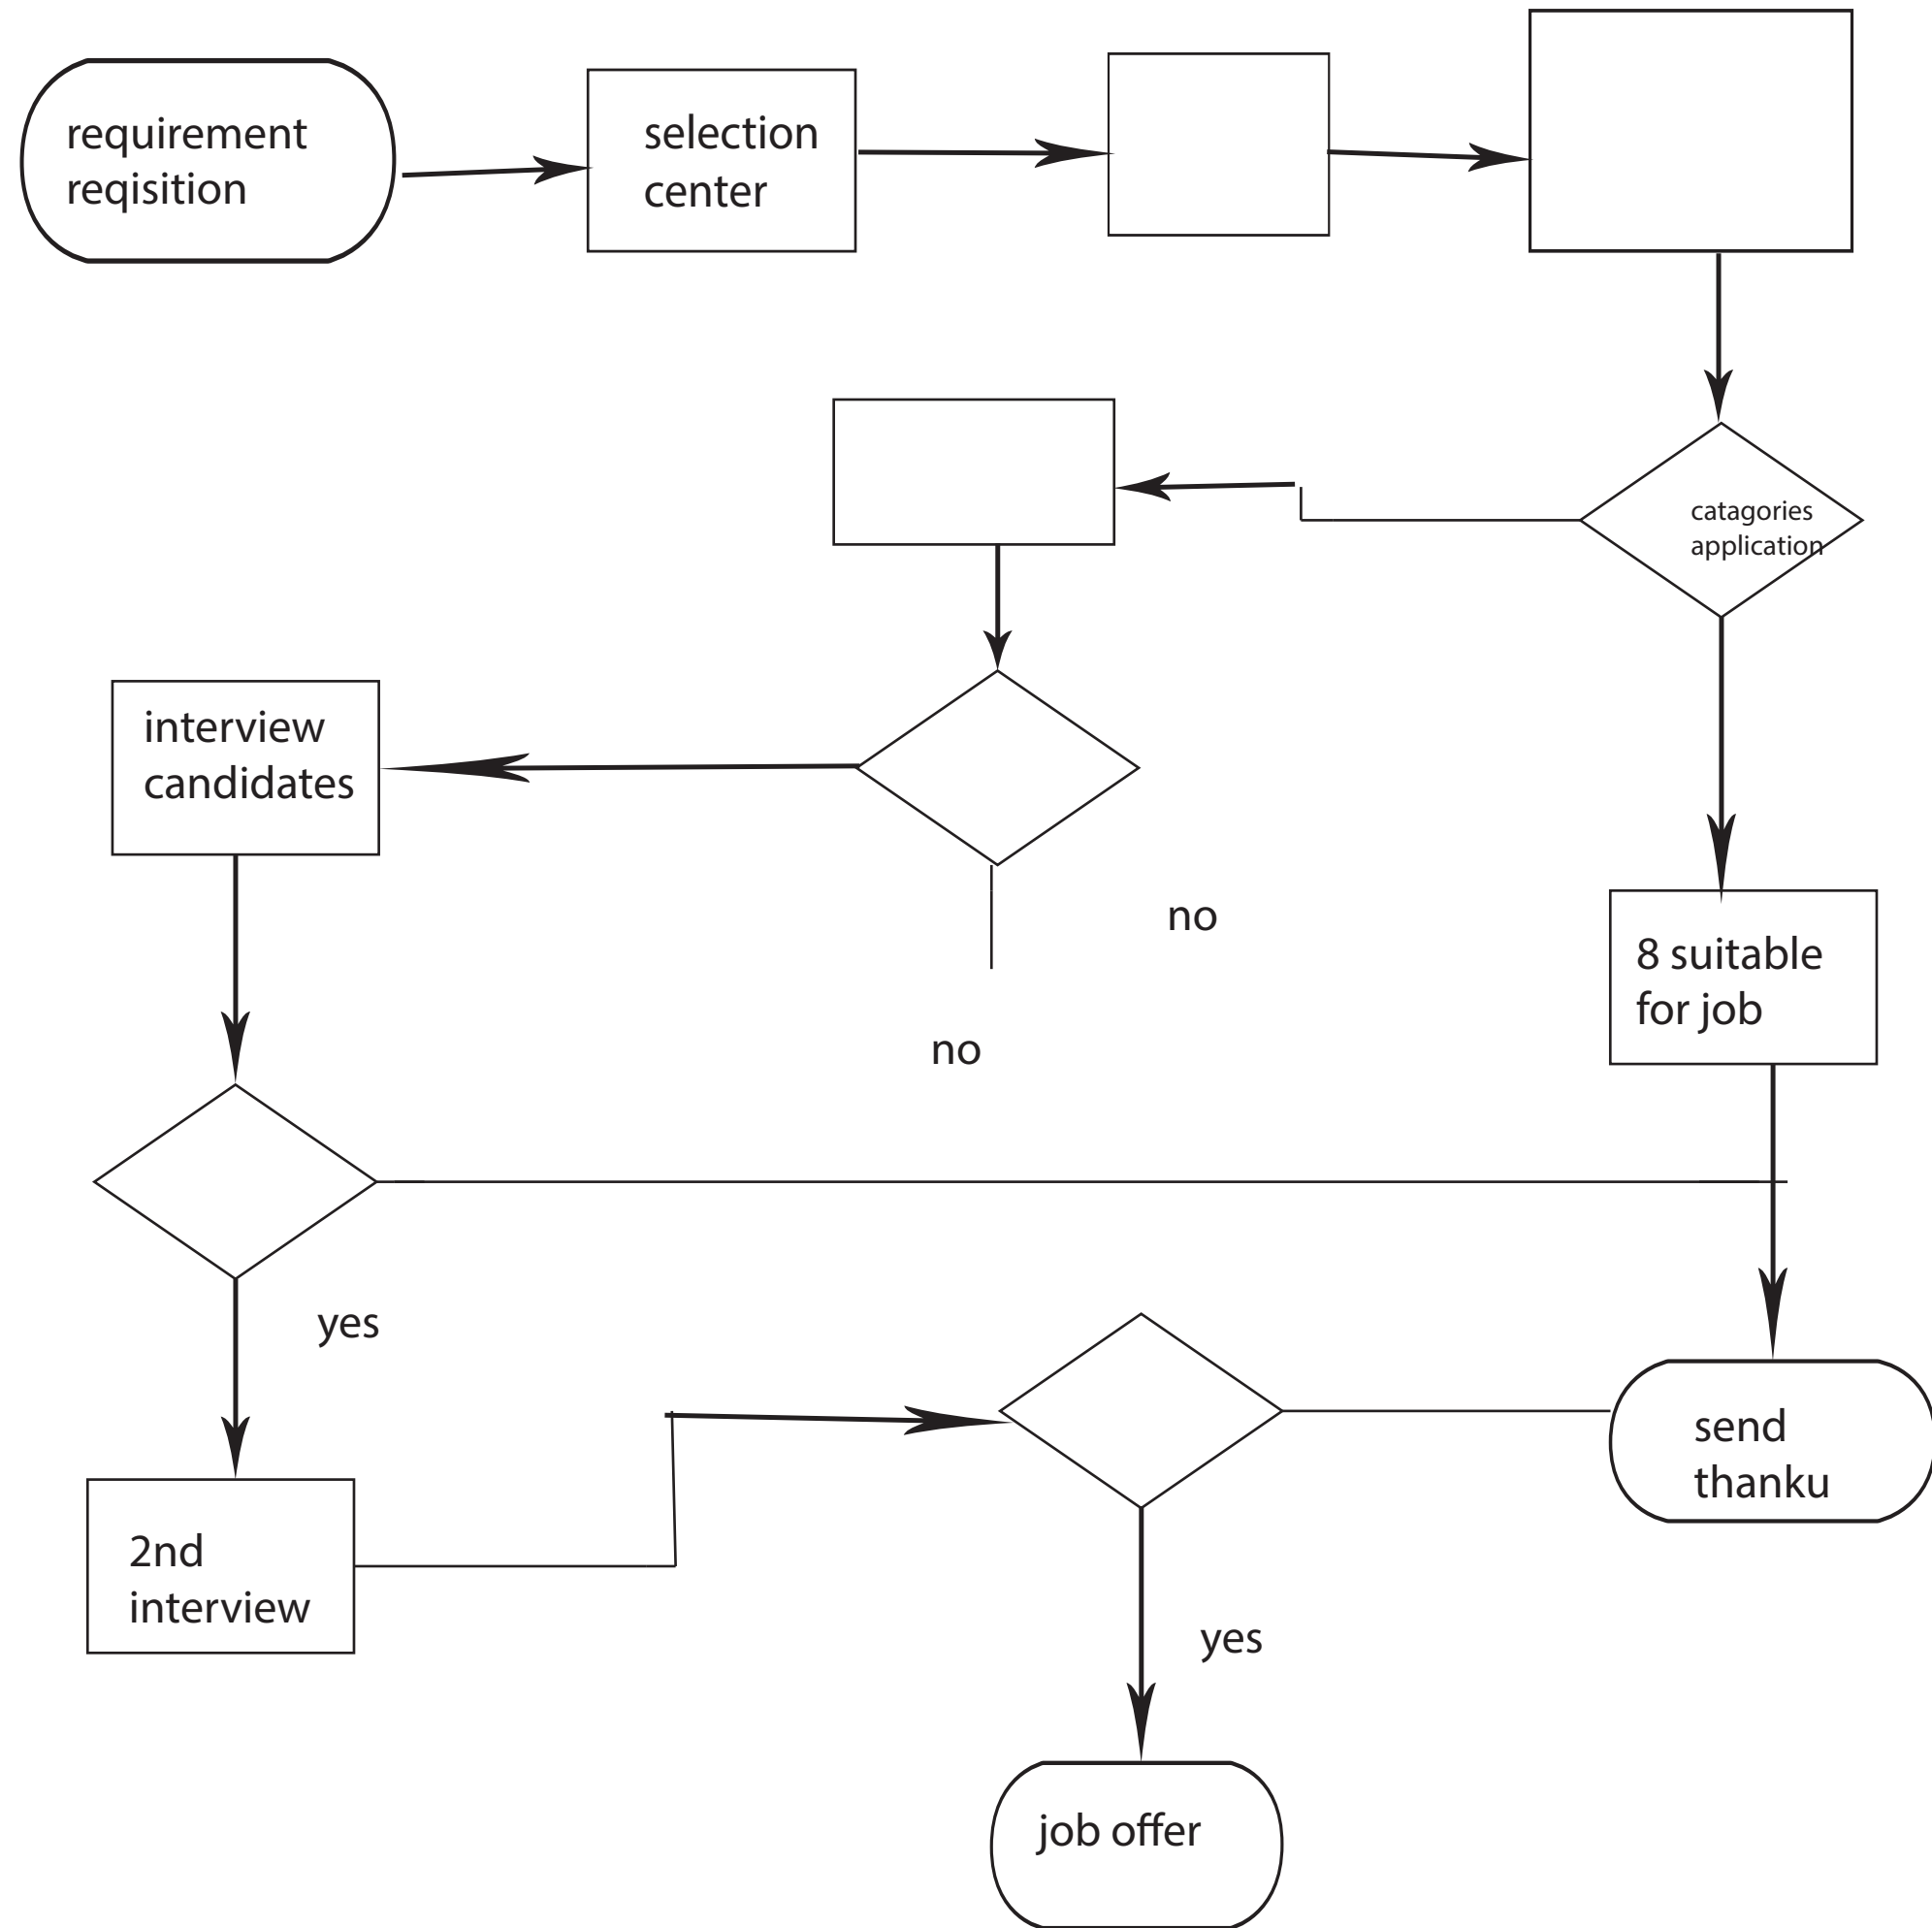 requirement
reqisition
selection
center
catagories
application
interview
candidates
no
8 suitable
for job
no
yes
send
thanku
2nd
interview
yes
job offer